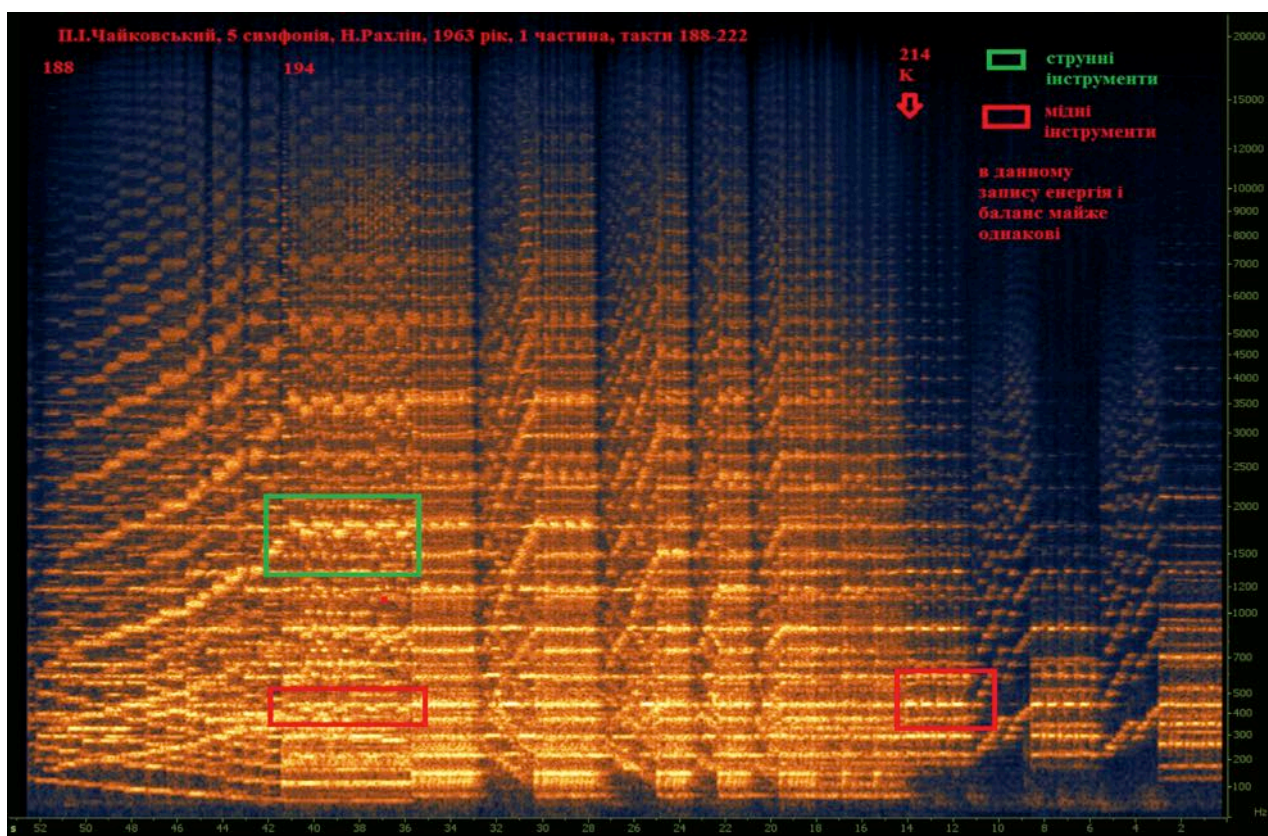 П.І.Чайковський, 5 симфонія, Н.Рахлін, 1963 рік, 1 частина, такти 188-222
188
194
214
К
струнні
інструменти
мідні
інструменти
в данному
запису енергія і
баланс майже
однакові
20000
15000
12000
10000
9000
8000
7000
6000
5000
4500
4000
3500
3000
2500
2000
1500
1200
1000
700
500
400
300
200
100
Hz
s 52 50 48 46 44 42 40 38 36 34 32 30 28 26 24 22 20 18 16 14 12 10 8 6 4 2